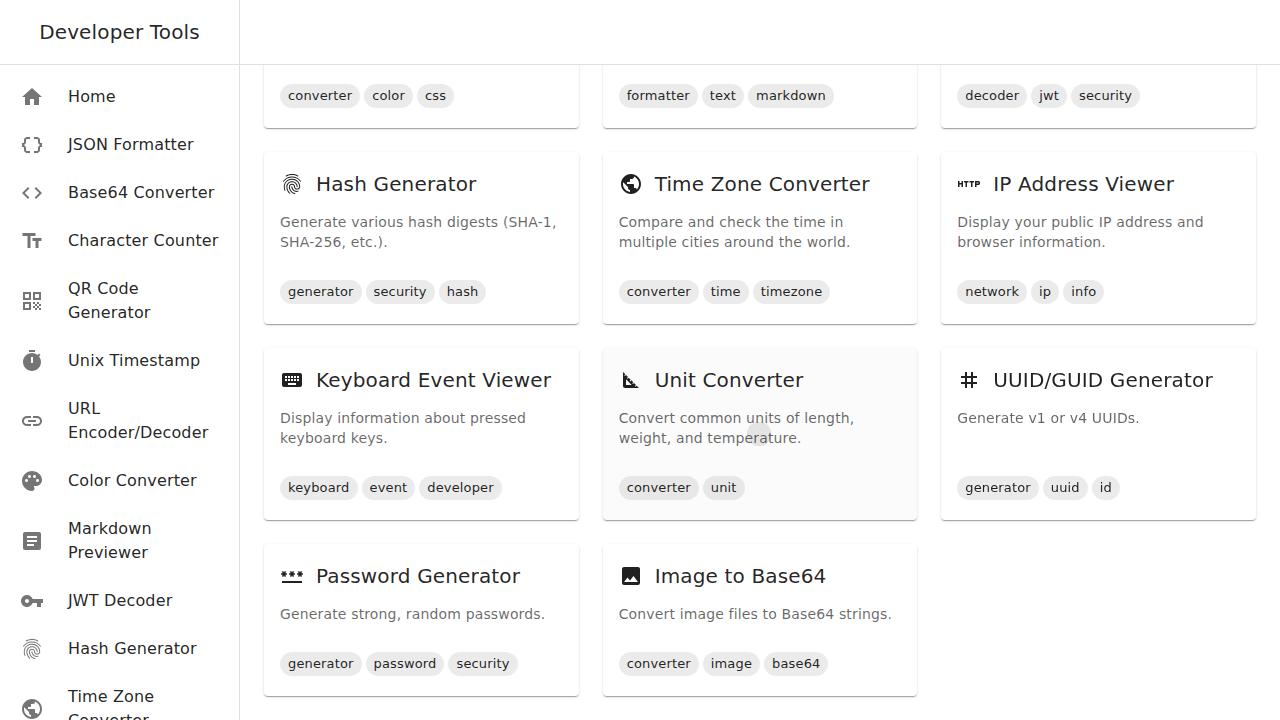 Developer Tools
Home
JSON Formatter
Base64 Converter
Character Counter
QR Code
Generator
Unix Timestamp
URL
Encoder/Decoder
Color Converter
Markdown
Previewer
JWT Decoder
Hash Generator
Time Zone
Converter
converter color css
formatter text markdown
decoder jwt security
Hash Generator
Generate various hash digests (SHA-1,
SHA-256, etc.).
generator security hash
Time Zone Converter
Compare and check the time in
multiple cities around the world.
converter time timezone
HTTP
IP Address Viewer
Display your public IP address and
browser information.
network ip info
Keyboard Event Viewer
Display information about pressed
keyboard keys.
keyboard event developer
Unit Converter
Convert common units of length,
weight, and temperature.
converter unit
UUID/GUID Generator
Generate v1 or v4 UUIDs.
generator uuid id
Password Generator
Generate strong, random passwords.
generator password security
Image to Base64
Convert image files to Base64 strings.
converter image base64